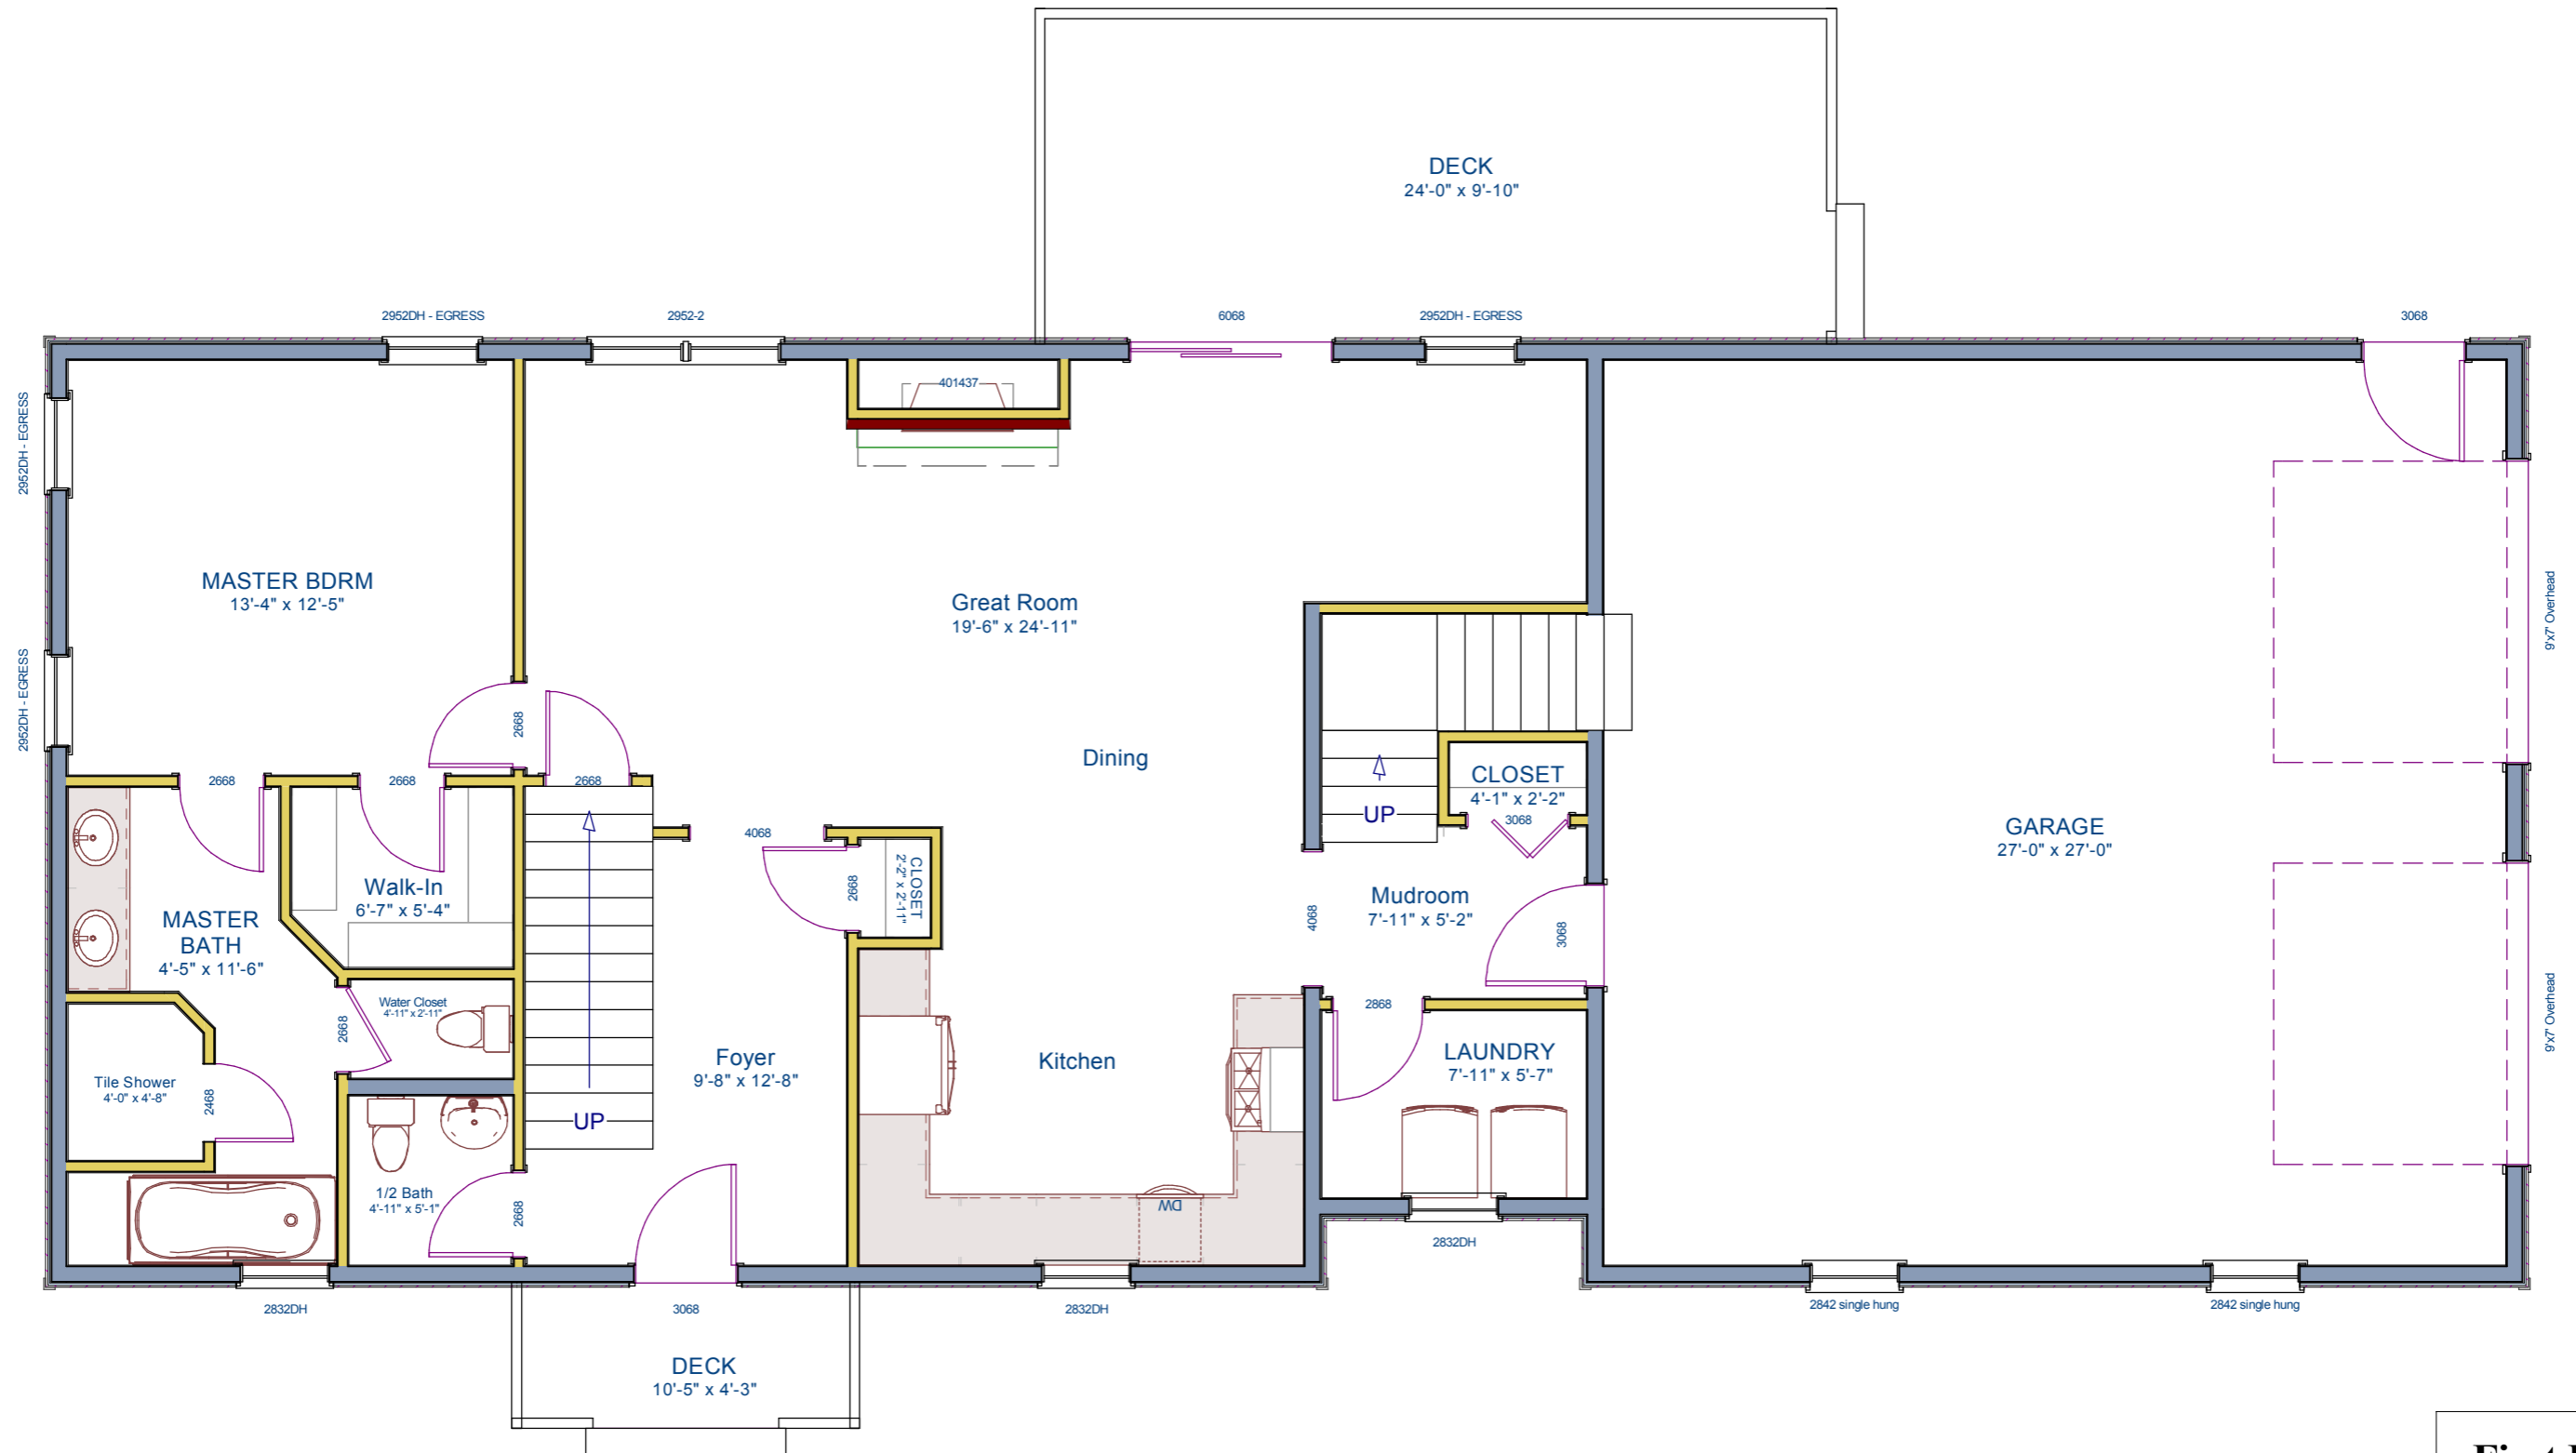 DECK
24'-0" x 9'-10"
2952DH - EGRESS
2952-2
6068
2952DH - EGRESS
3068
401437
2952DH - EGRESS
MASTER BDRM
13'-4" x 12'-5"
Great Room
19'-6" x 24'-11"
9'x7' Overhead
2952DH - EGRESS
2668
Dining
2668
2668
2668
CLOSET
4'-1" x 2'-2"
UP
3068
4068
GARAGE
27'-0" x 27'-0"
Walk-In
6'-7" x 5'-4"
2668
CLOSET
2'-2" x 2'-11"
Mudroom
7'-11" x 5'-2"
4068
3068
MASTER
BATH
4'-5" x 11'-6"
Water Closet
4'-11" x 2'-11"
2668
2868
9'x7' Overhead
Foyer
9'-8" x 12'-8"
Kitchen
LAUNDRY
7'-11" x 5'-7"
Tile Shower
4'-0" x 4'-8"
2468
UP
1/2 Bath
4'-11" x 5'-1"
2668
DW
2832DH
2832DH
3068
2832DH
2842 single hung
2842 single hung
DECK
10'-5" x 4'-3"